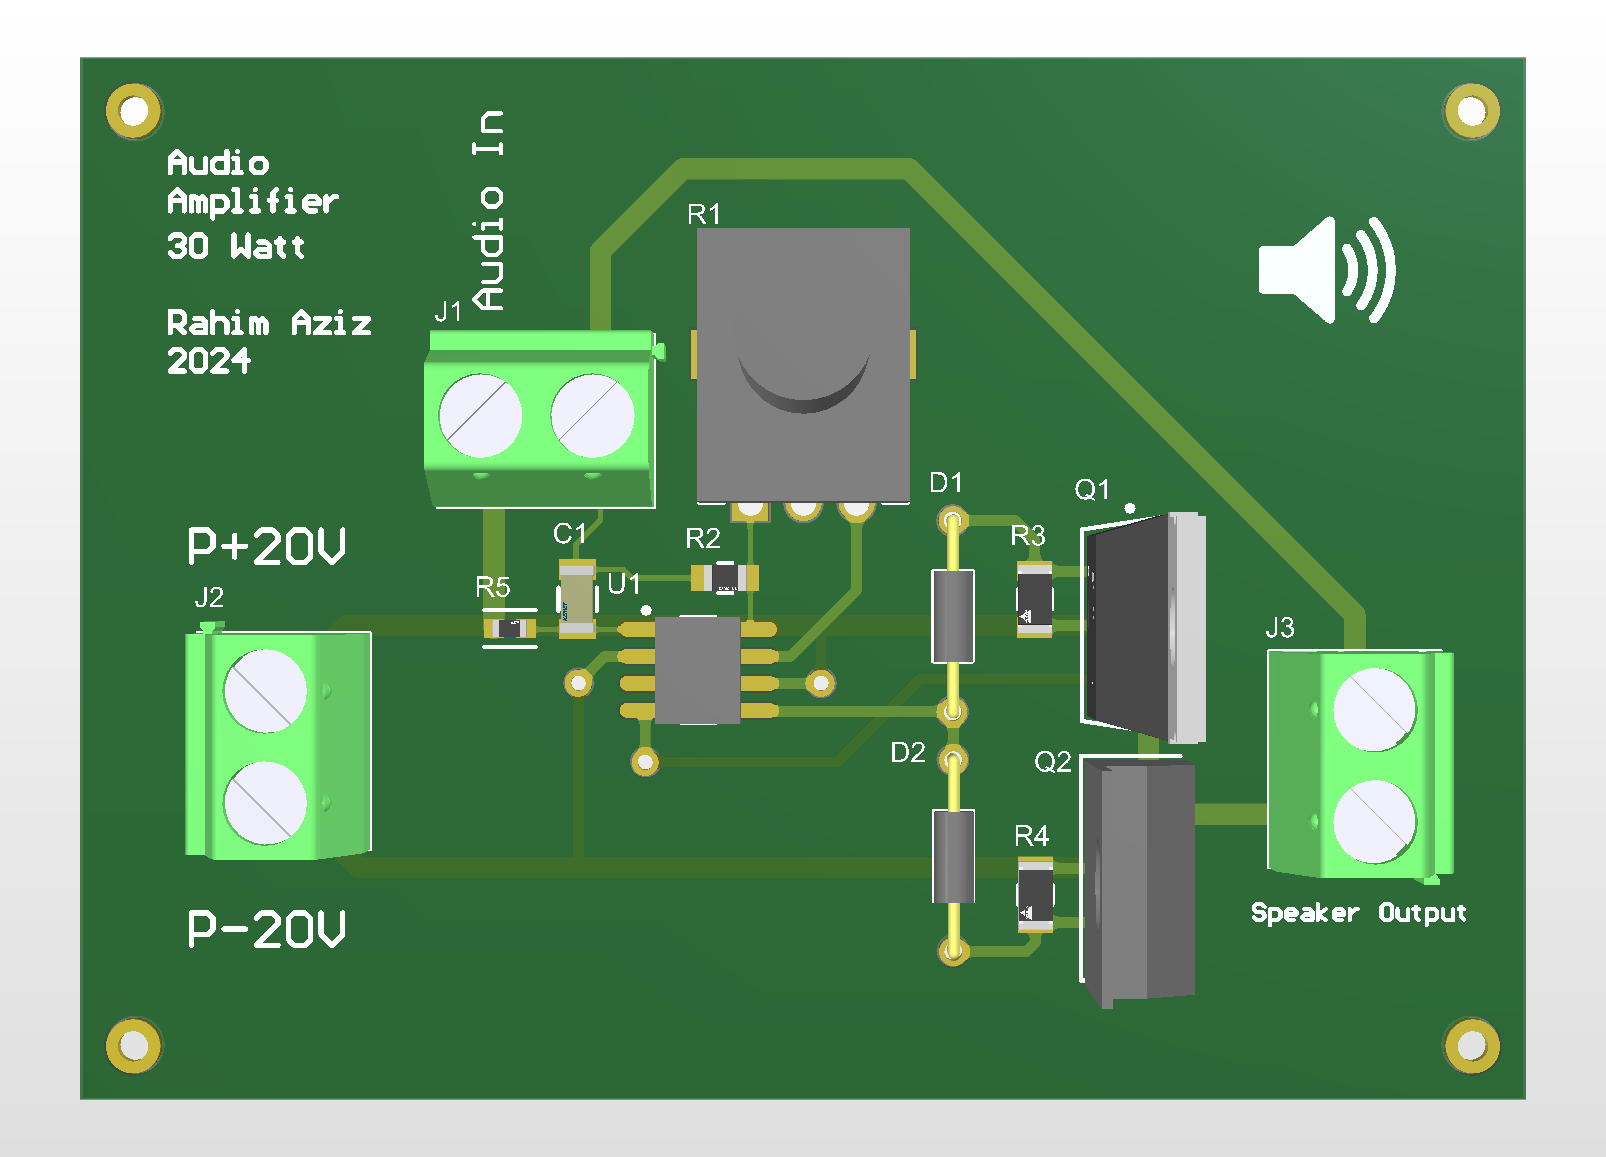 Audio
Amplifier
30 Watt
Rahim Aziz
2024
Audio In
J1
R1
P+20V
J2
R5
C1
U1
R2
D1
R3
Q1
J3
D2
Q2
R4
P-20V
Speaker Output